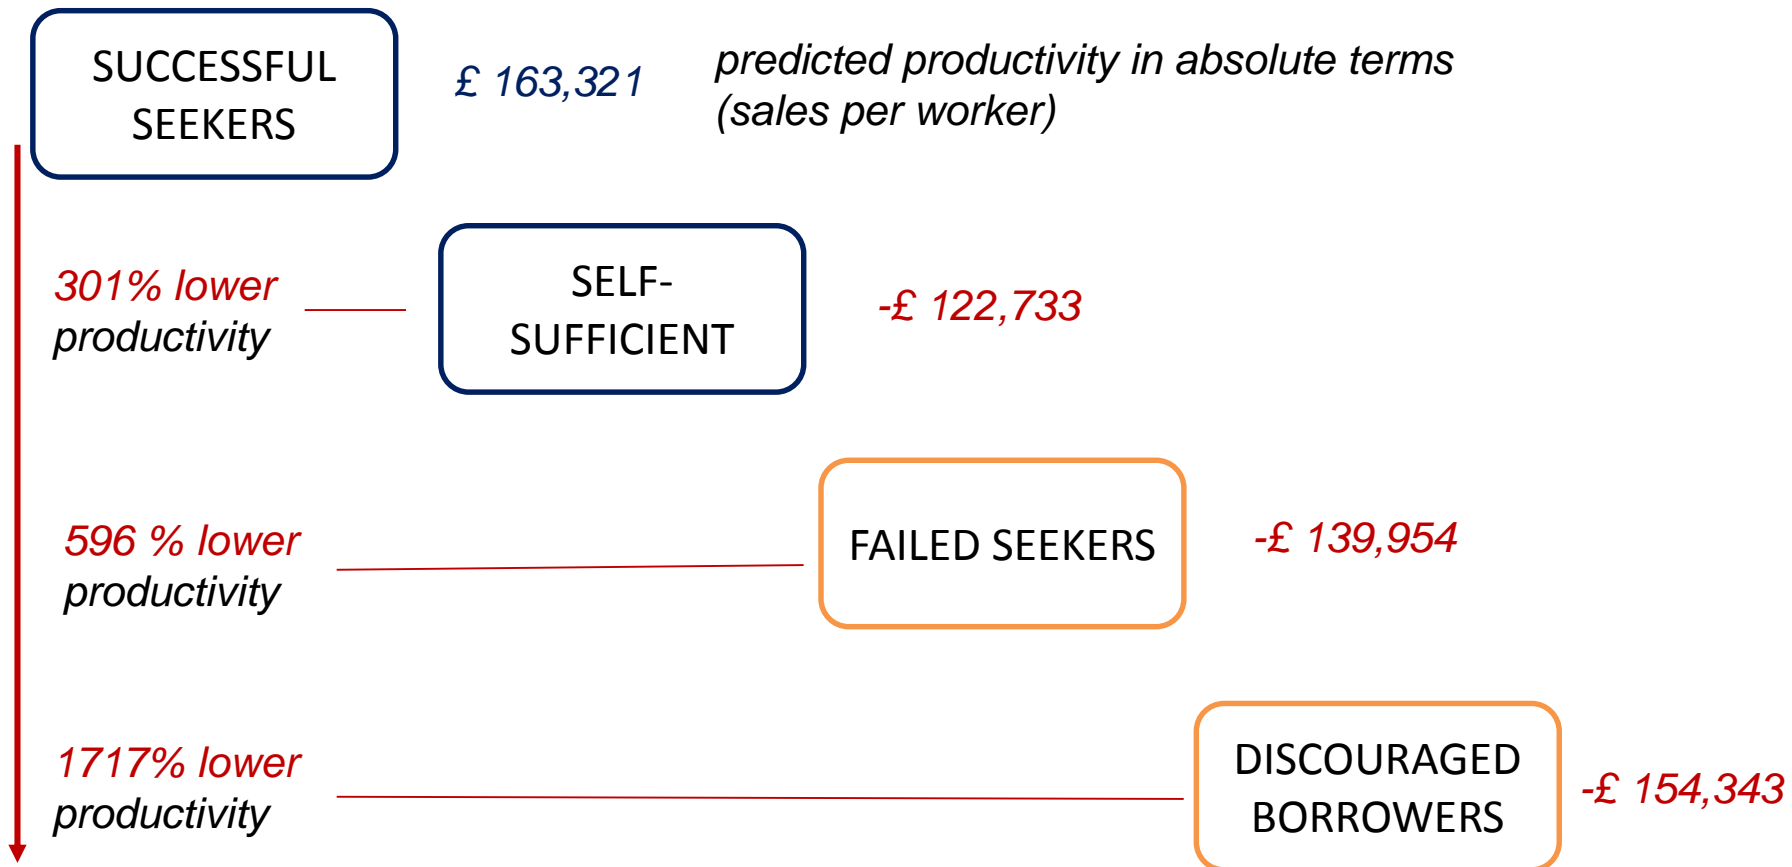 SUCCESSFUL
SEEKERS
£ 163,321
predicted productivity in absolute terms
(sales per worker)
301% lower
productivity
SELF-
SUFFICIENT
-£ 122,733
596 % lower
productivity
FAILED SEEKERS
-£ 139,954
1717% lower
productivity
DISCOURAGED
BORROWERS
-£ 154,343